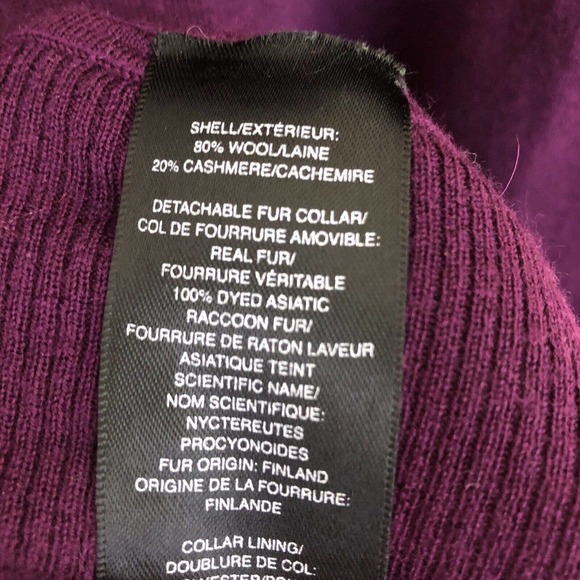 SHELL/EXTÉRIEUR:
80% WOOL/LAINE
20% CASHMERE/CACHEMIRE
DETACHABLE FUR COLLAR/
COL DE FOURRURE AMOVIBLE:
REAL FUR/
FOURRURE VÉRITABLE
100% DYED ASIATIC
RACCOON FUR/
FOURRURE DE RATON LAVEUR
ASIATIQUE TEINT
SCIENTIFIC NAME/
NOM SCIENTIFIQUE:
NYCTEREUTES
PROCYONOIDES
FUR ORIGIN: FINLAND
ORIGINE DE LA FOURRURE:
FINLANDE
COLLAR LINING/
DOUBLURE DE COL: